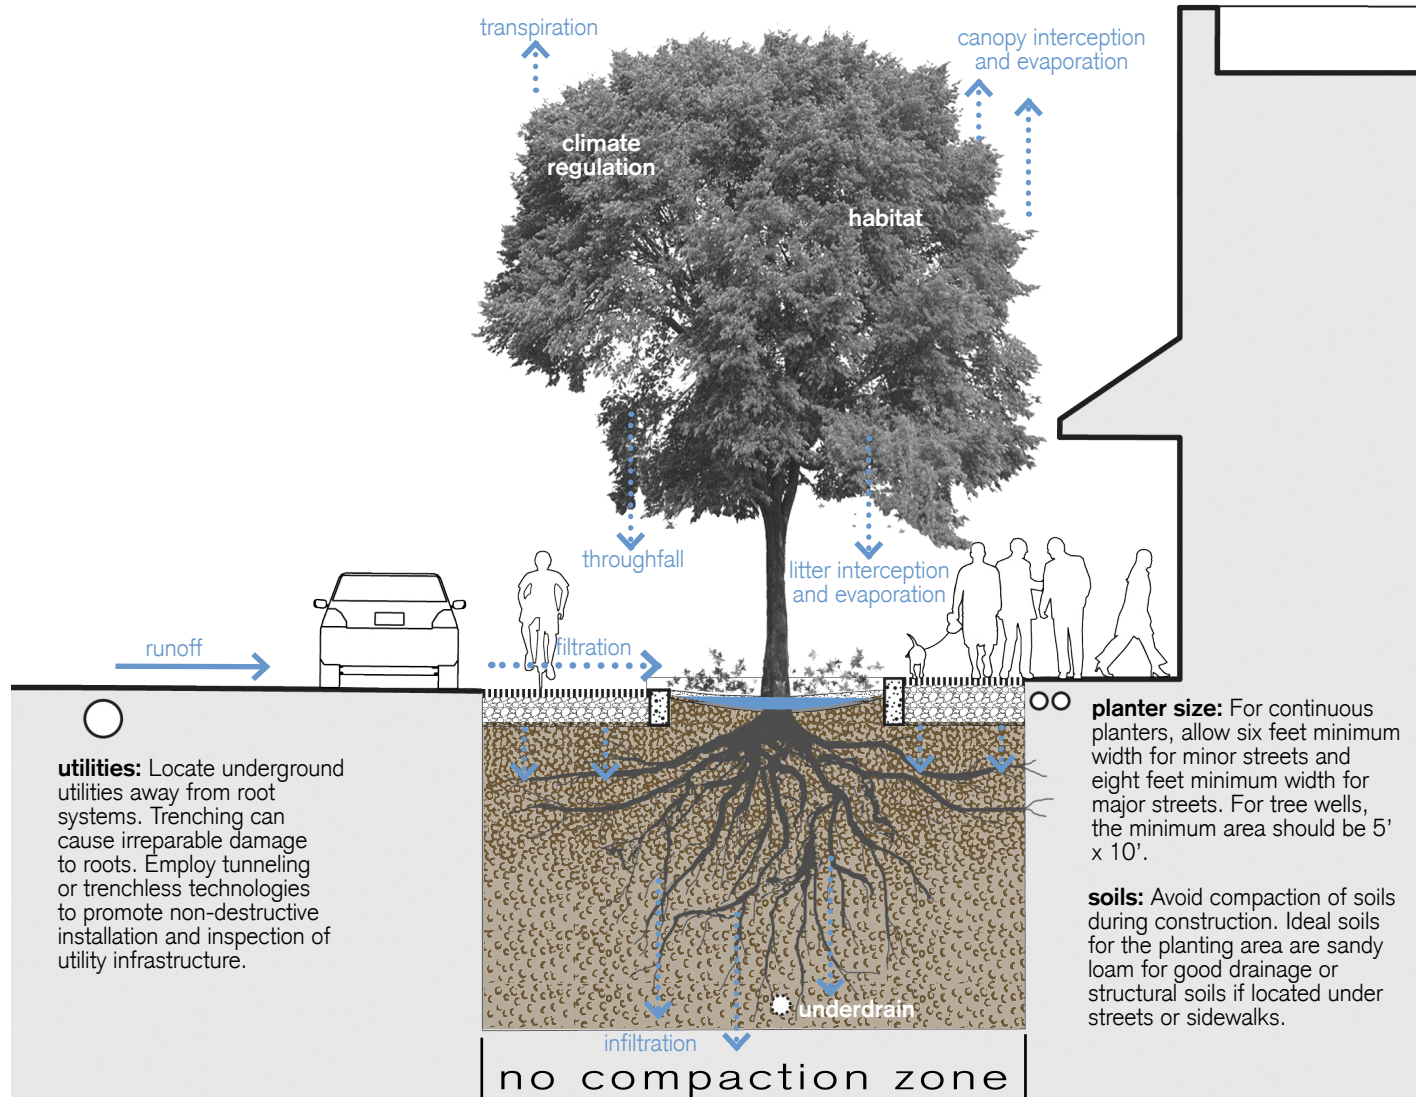 transpiration
canopy interception
and evaporation
climate
regulation
habitat
throughfall
litter interception
and evaporation
runoff
filtration
utilities: Locate underground
utilities away from root
systems. Trenching can
cause irreparable damage
to roots. Employ tunneling
or trenchless technologies
to promote non-destructive
installation and inspection of
utility infrastructure.
planter size: For continuous
planters, allow six feet minimum
width for minor streets and
eight feet minimum width for
major streets. For tree wells,
the minimum area should be 5’
x 10’.
soils: Avoid compaction of soils
during construction. Ideal soils
for the planting area are sandy
loam for good drainage or
structural soils if located under
streets or sidewalks.
underdrain
infiltration
no compaction zone